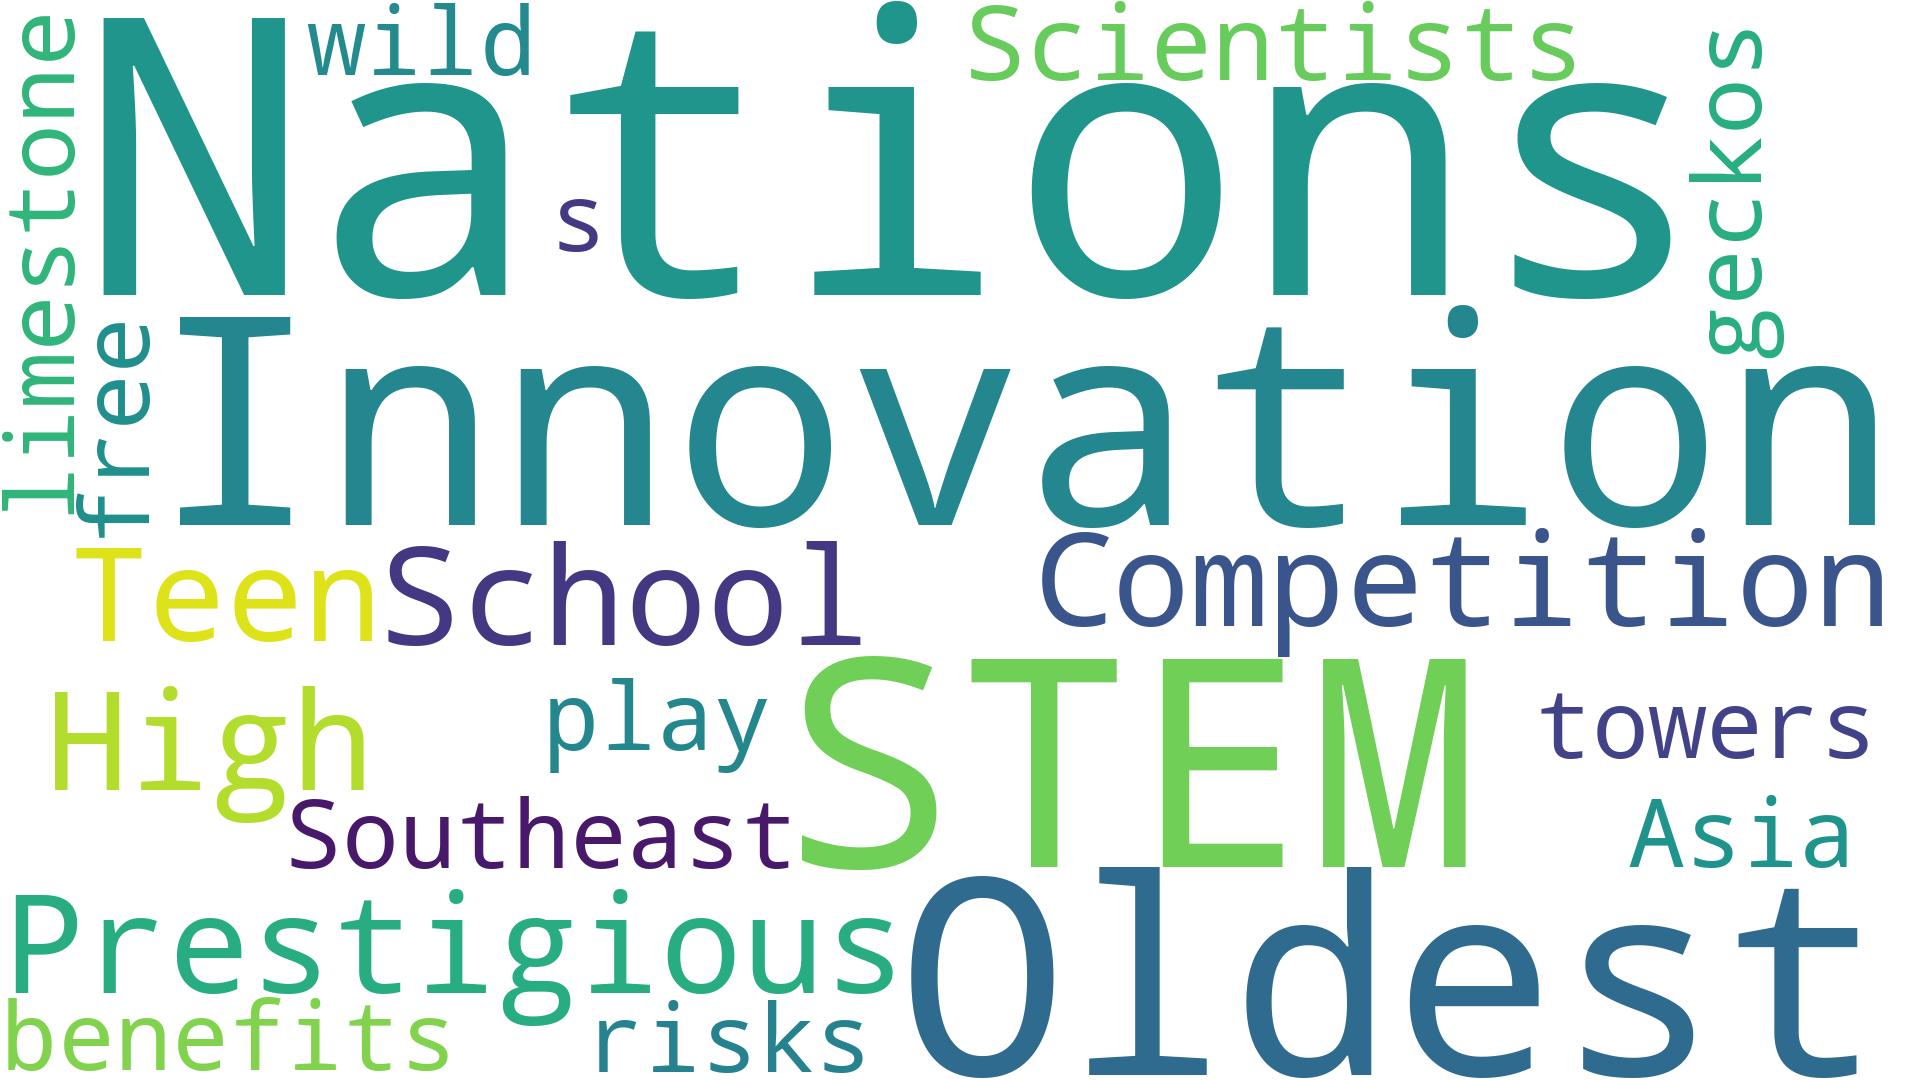 wild
Scientists
limestone
Nations
geckos
s
free
Innovation
Teen
School
Competition
High
play
STEM
towers
Southeast
Asia
Prestigious
Oldest
benefits
risks